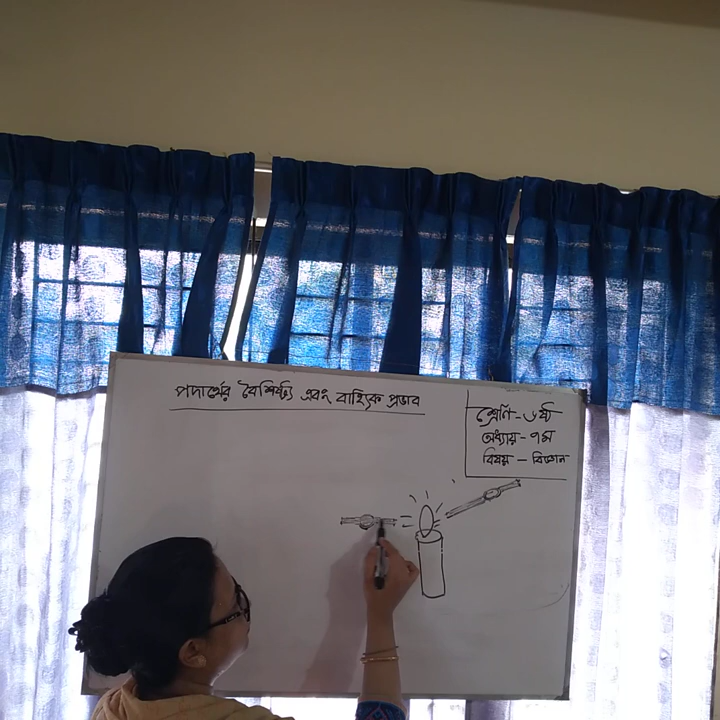 পদার্থের বৈশিষ্ট্য এবং বাহ্যিক প্রভাব
শ্রেণি - ৬ষ্ঠ
অধ্যায় - ৭ম
বিষয় - বিজ্ঞান